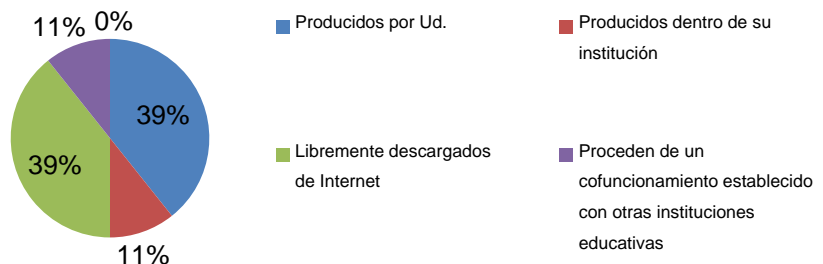 11% 0%
39%
39%
11%
Producidos por Ud.
Producidos dentro de su
institución
Libremente descargados
de Internet
Proceden de un
cofuncionamiento establecido
con otras instituciones
educativas